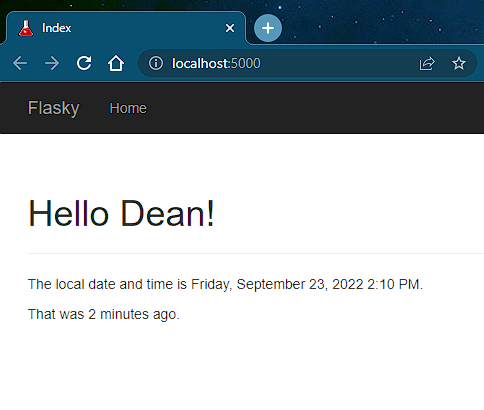 Index
localhost:5000
Flasky Home
Hello Dean!
The local date and time is Friday, September 23, 2022 2:10 PM.
That was 2 minutes ago.